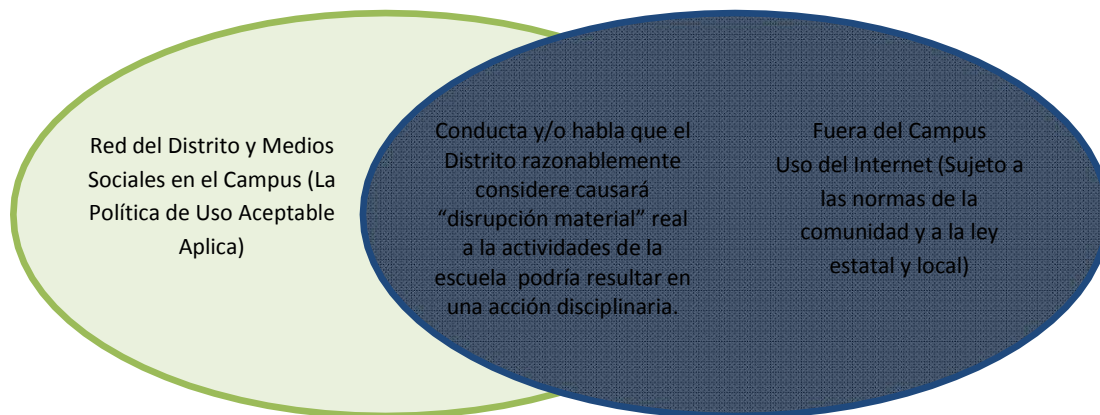 Red del Distrito y Medios
Sociales en el Campus (La
Política de Uso Aceptable
Aplica)
Conducta y/o habla que el
Distrito razonablemente
considere causará
“disrupción material” real
a la actividades de la
escuela podría resultar en
una acción disciplinaria.
Fuera del Campus
Uso del Internet (Sujeto a
las normas de la
comunidad y a la ley
estatal y local)